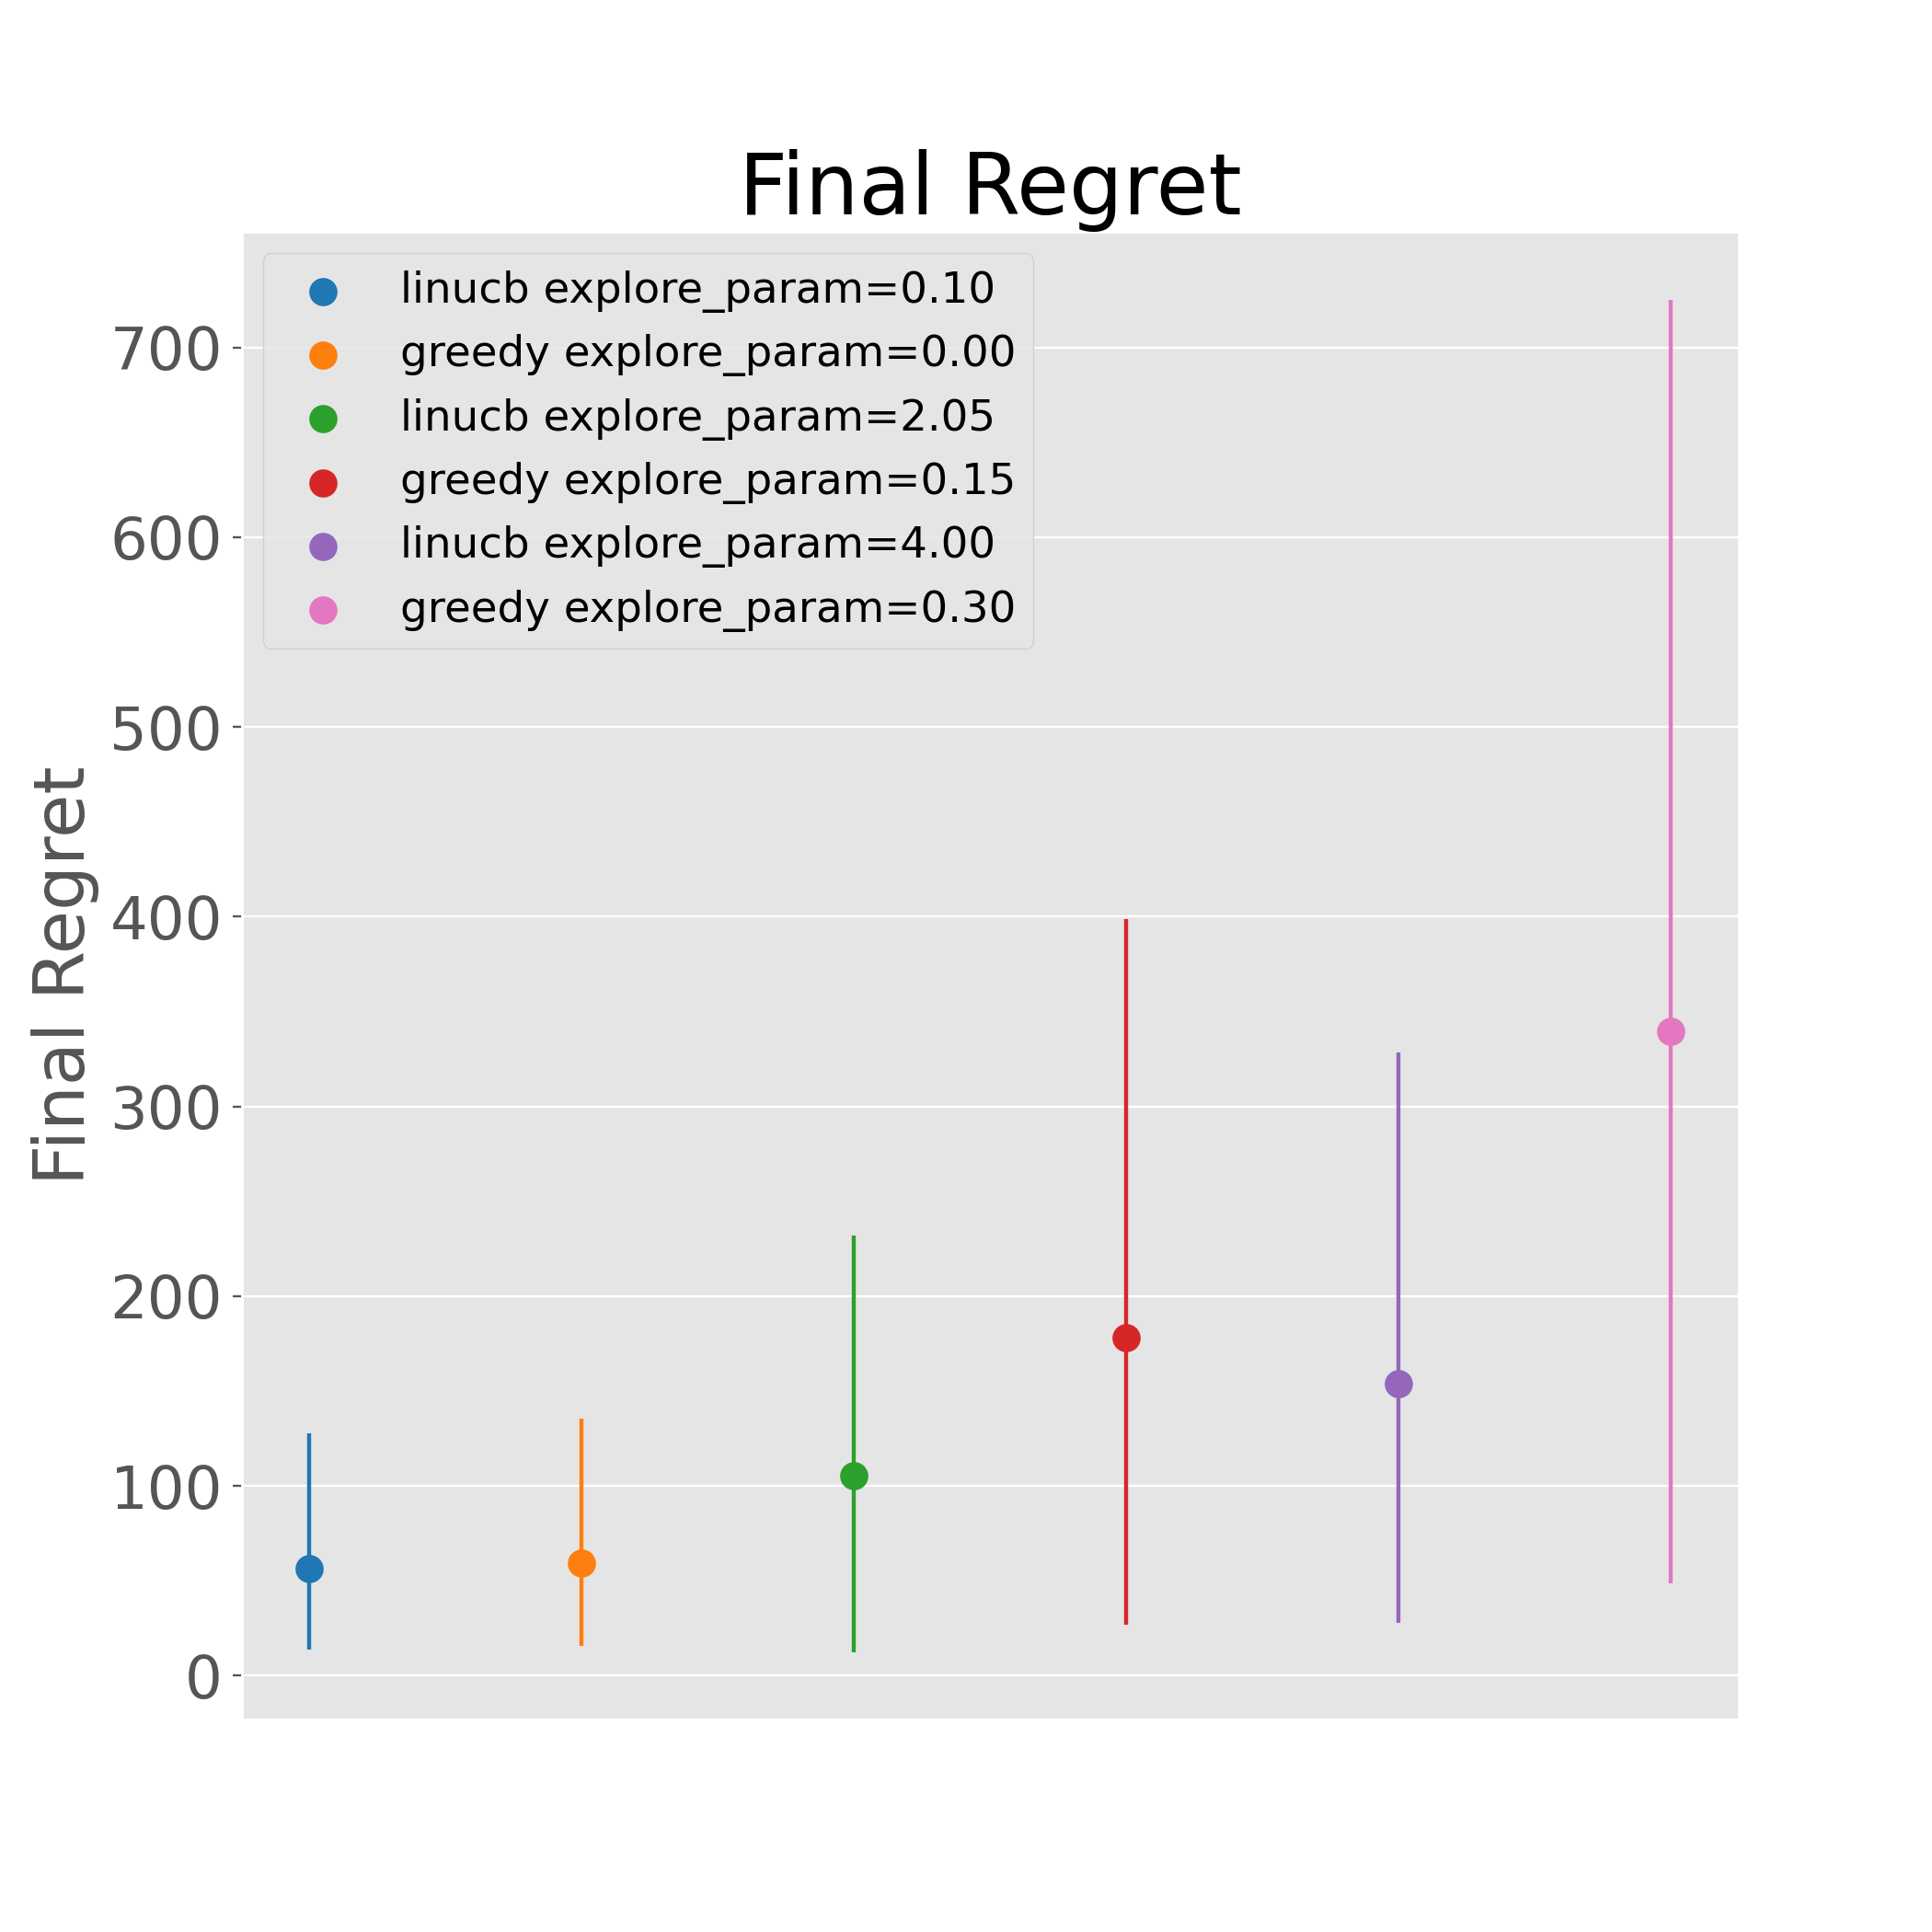 Final Regret
linucb explore_param=0.10
greedy explore_param=0.00
linucb explore_param=2.05
greedy explore_param=0.15
linucb explore_param=4.00
greedy explore_param=0.30
700
600
500
400
300
200
100
0
Final Regret